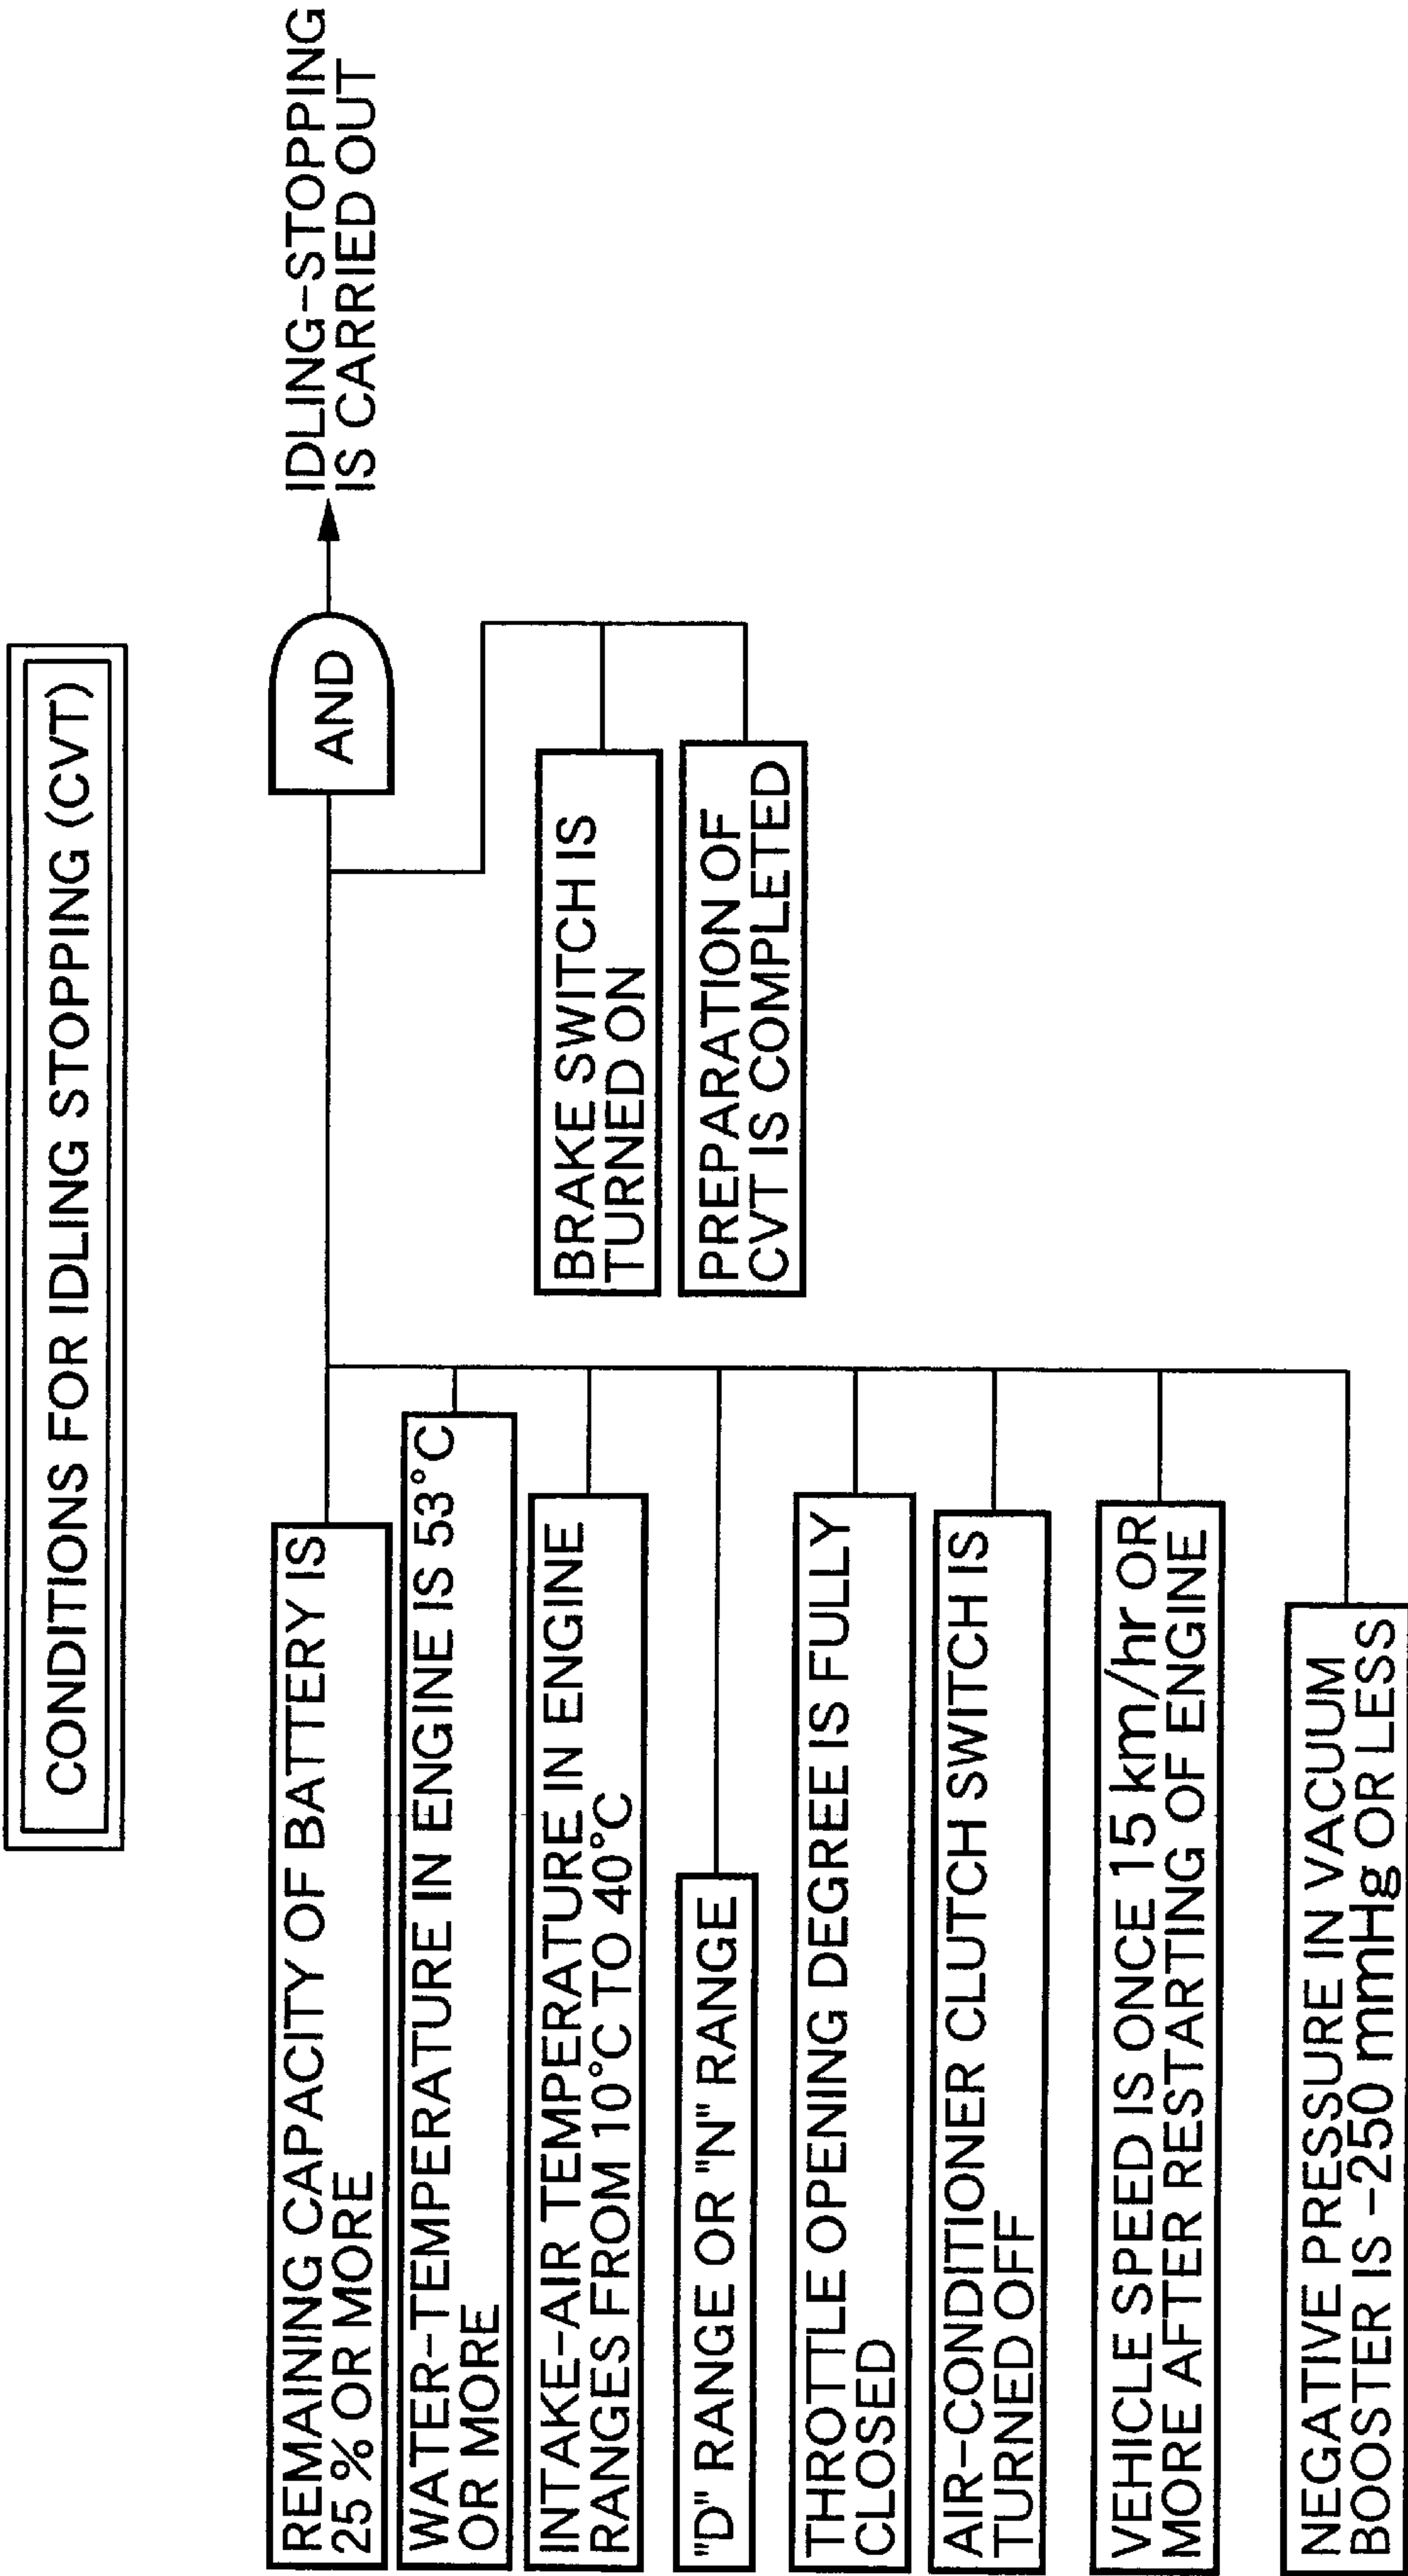 CONDITIONS FOR IDLING STOPPING (CVT)
REMAINING CAPACITY OF BATTERY IS
25 % OR MORE
WATER-TEMPERATURE IN ENGINE IS 53°C
OR MORE
INTAKE-AIR TEMPERATURE IN ENGINE
RANGES FROM 10°C TO 40°C
"D" RANGE OR "N" RANGE
THROTTLE OPENING DEGREE IS FULLY
CLOSED
AIR-CONDITIONER CLUTCH SWITCH IS
TURNED OFF
VEHICLE SPEED IS ONCE 15 km/hr OR
MORE AFTER RESTARTING OF ENGINE
NEGATIVE PRESSURE IN VACUUM
BOOSTER IS -250 mmHg OR LESS
BRAKE SWITCH IS
TURNED ON
PREPARATION OF
CVT IS COMPLETED
AND
IDLING-STOPPING
IS CARRIED OUT